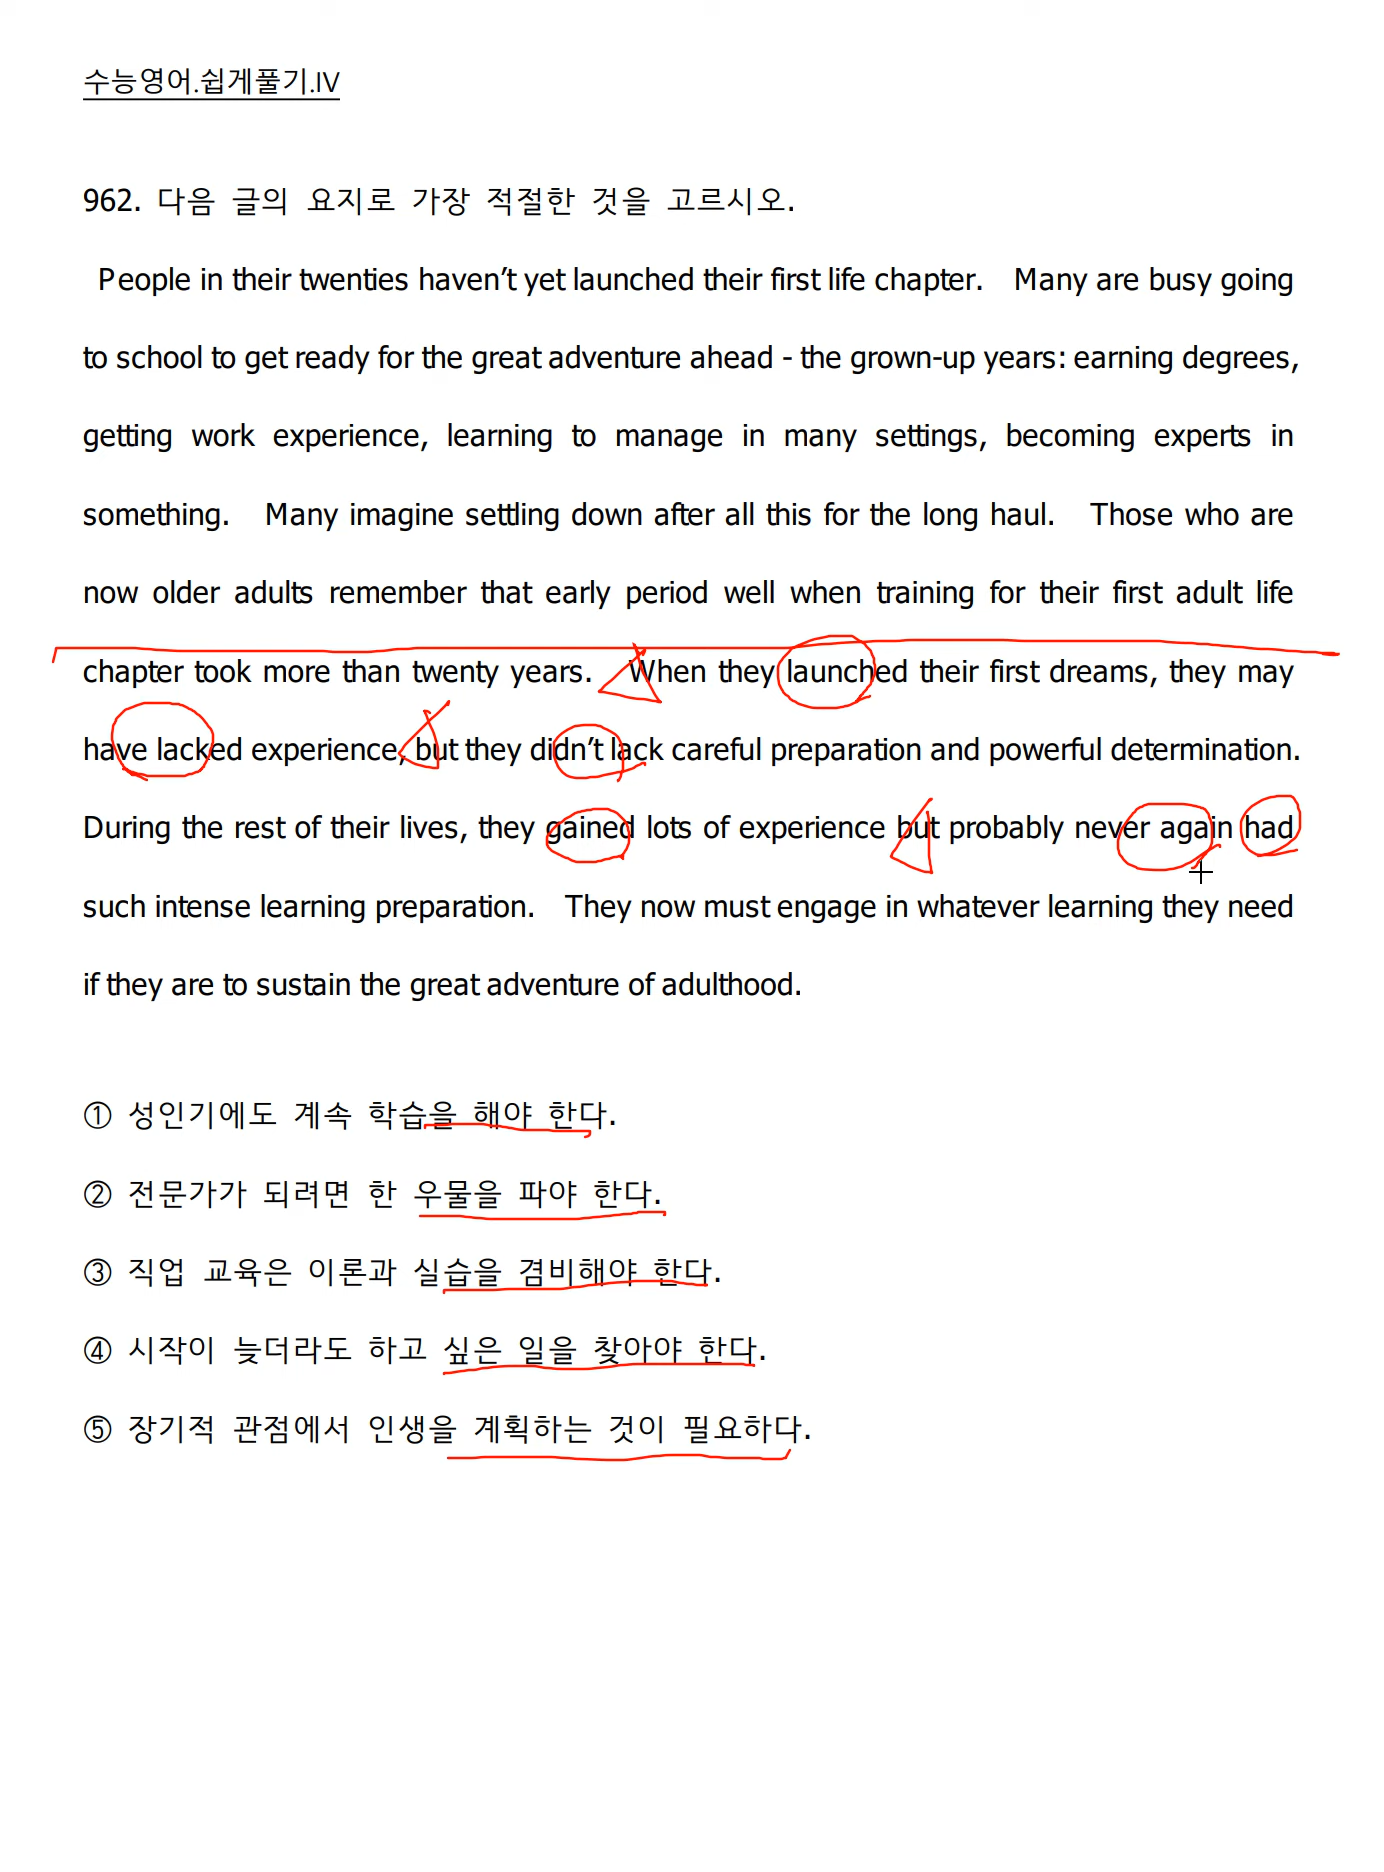 수능영어.쉽게풀기.IV
962. 다음 글의 요지로 가장 적절한 것을 고르시오.
People in their twenties haven’t yet launched their first life chapter. Many are busy going
to school to get ready for the great adventure ahead - the grown-up years: earning degrees,
getting work experience, learning to manage in many settings, becoming experts in
something. Many imagine settling down after all this for the long haul. Those who are
now older adults remember that early period well when training for their first adult life
chapter took more than twenty years. When they launched their first dreams, they may
have lacked experience, but they didn’t lack careful preparation and powerful determination.
During the rest of their lives, they gained lots of experience but probably never again had
such intense learning preparation. They now must engage in whatever learning they need
if they are to sustain the great adventure of adulthood.
① 성인기에도 계속 학습을 해야 한다.
② 전문가가 되려면 한 우물을 파야 한다.
③ 직업 교육은 이론과 실습을 겸비해야 한다.
④ 시작이 늦더라도 하고 싶은 일을 찾아야 한다.
⑤ 장기적 관점에서 인생을 계획하는 것이 필요하다.